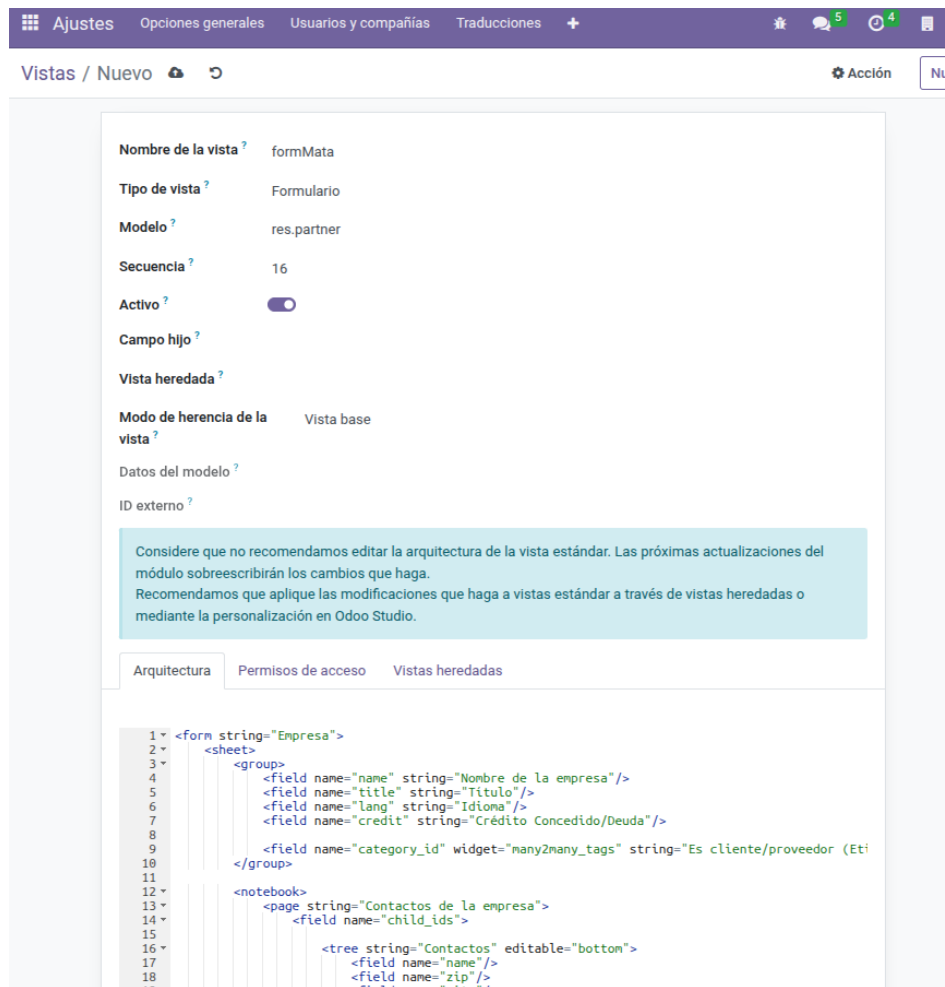 Ajustes Opciones generales Usuarios y compañías Traducciones + 5 4
Vistas / Nuevo Acción Nu
Nombre de la vista ? formMata
Tipo de vista ? Formulario
Modelo ? res.partner
Secuencia ? 16
Activo ?
Campo hijo ?
Vista heredada ?
Modo de herencia de la vista ? Vista base
Datos del modelo ?
ID externo ?
Considere que no recomendamos editar la arquitectura de la vista estándar. Las próximas actualizaciones del
módulo sobreescribirán los cambios que haga.
Recomendamos que aplique las modificaciones que haga a vistas estándar a través de vistas heredadas o
mediante la personalización en Odoo Studio.
Arquitectura Permisos de acceso Vistas heredadas
1 <form string="Empresa">
2 <sheet>
3 <group>
4 <field name="name" string="Nombre de la empresa"/>
5 <field name="title" string="Titulo"/>
6 <field name="lang" string="Idioma"/>
7 <field name="credit" string="Crédito Concedido/Deuda"/>
8
9 <field name="category_id" widget="many2many_tags" string="Es cliente/proveedor (Eti
10 </group>
11
12 <notebook>
13 <page string="Contactos de la empresa">
14 <field name="child_ids">
15
16 <tree string="Contactos" editable="bottom">
17 <field name="name"/>
18 <field name="zip"/>